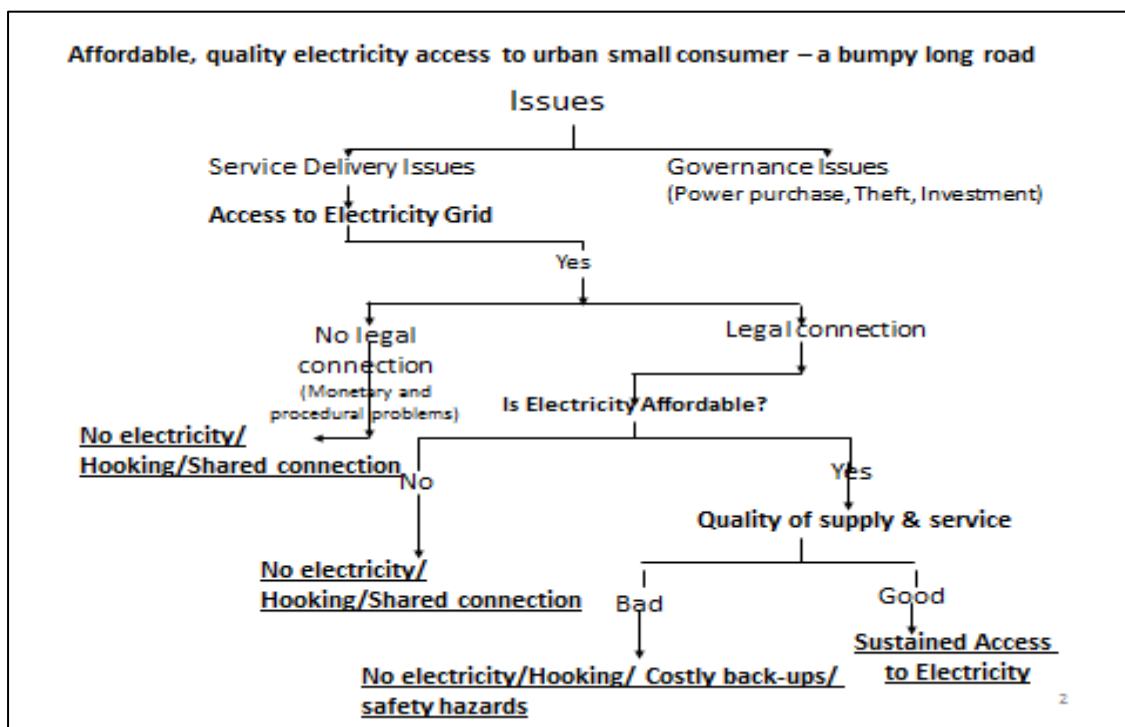 Affordable, quality electricity access to urban small consumer – a bumpy long road
Issues
Service Delivery Issues
Governance Issues
(Power purchase, Theft, Investment)
Access to Electricity Grid
Yes
No legal
connection
(Monetary and
procedural problems)
Legal connection
Is Electricity Affordable?
No electricity/
Hooking/Shared connection
No
Yes
Quality of supply & service
No electricity/
Hooking/Shared connection
Bad
Good
Sustained Access
to Electricity
No electricity/Hooking/ Costly back-ups/
safety hazards
2